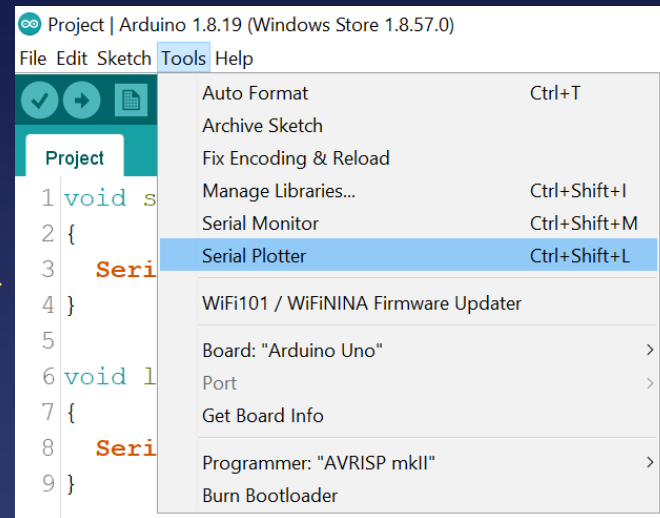 Project | Arduino 1.8.19 (Windows Store 1.8.57.0)
File Edit Sketch Tools Help
Auto Format Ctrl+T
Archive Sketch
Project
Fix Encoding & Reload
Manage Libraries... Ctrl+Shift+I
Serial Monitor Ctrl+Shift+M
Serial Plotter Ctrl+Shift+L
WiFi101 / WiFiNINA Firmware Updater
Board: "Arduino Uno"
Port
Get Board Info
Programmer: "AVRISP mkII"
Burn Bootloader
1 void s
2 {
3 Seri
4 }
5
6 void l
7 {
8 Seri
9 }